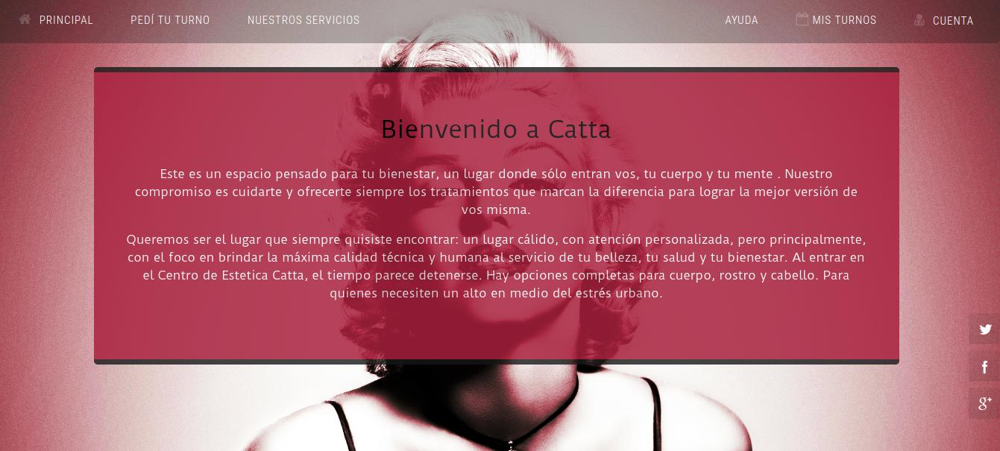 PRINCIPAL PEDÍ TU TURNO NUESTROS SERVICIOS AYUDA MIS TURNOS CUENTA
Bienvenido a Catta
Este es un espacio pensado para tu bienestar, un lugar donde sólo entran vos, tu cuerpo y tu mente . Nuestro
compromiso es cuidarte y ofrecerte siempre los tratamientos que marcan la diferencia para lograr la mejor versión de
vos misma.
Queremos ser el lugar que siempre quisiste encontrar: un lugar cálido, con atención personalizada, pero principalmente,
con el foco en brindar la máxima calidad técnica y humana al servicio de tu belleza, tu salud y tu bienestar. Al entrar en
el Centro de Estetica Catta, el tiempo parece detenerse. Hay opciones completas para cuerpo, rostro y cabello. Para
quienes necesiten un alto en medio del estrés urbano.